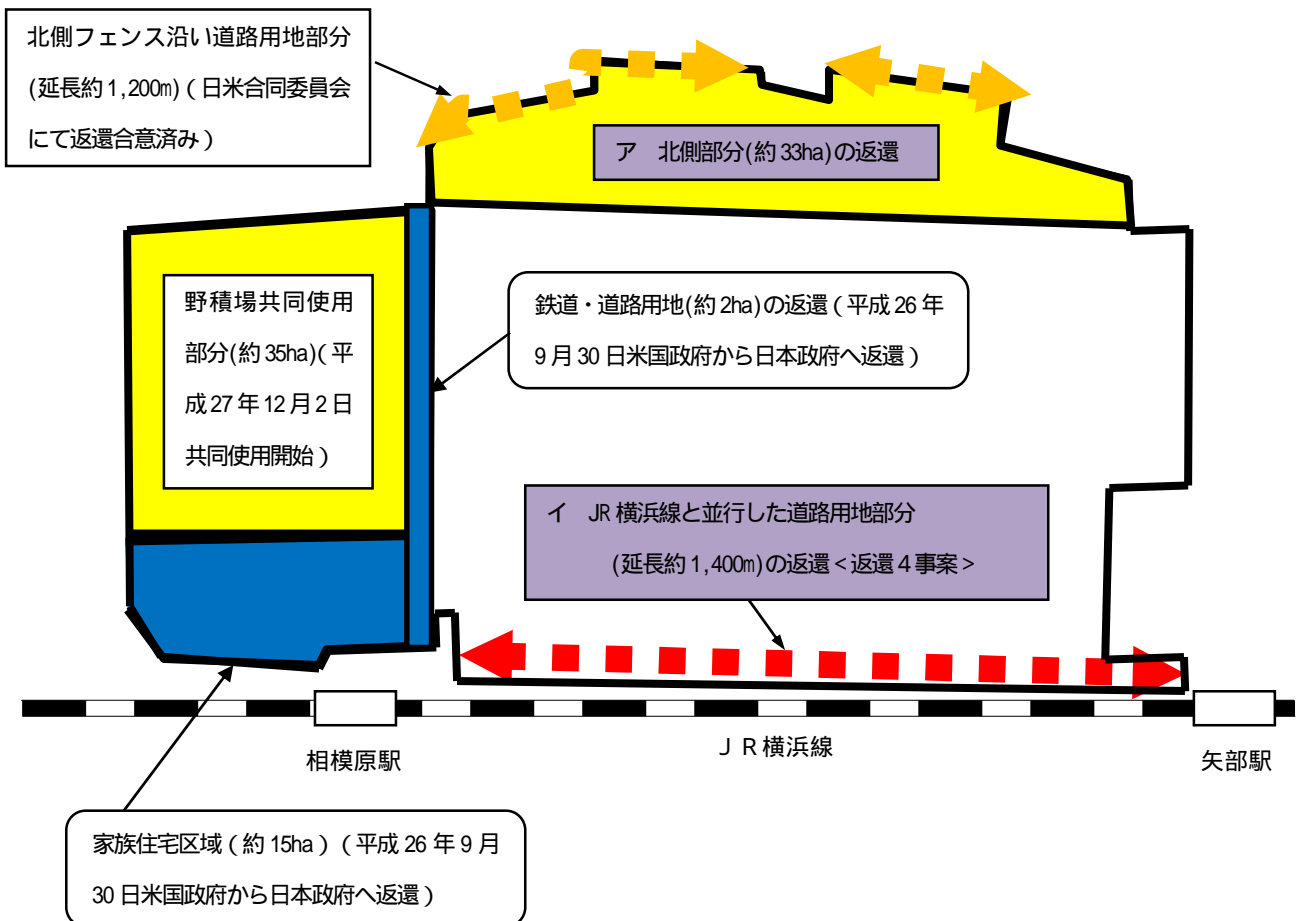 北側フェンス沿い道路用地部分
(延長約1,200㎡)(日米合同委員会
にて返還合意済み)
ア　北側部分(約33ha)の返還
野積場共同使用
部分(約35ha)(平
成27年12月2日
共同使用開始)
鉄道・道路用地(約2ha)の返還(平成26年
9月30日米国政府から日本政府へ返還)
イ　JR横浜線と並行した道路用地部分
(延長約1,400m)の返還<返還4事案>
相模原駅
JR横浜線
矢部駅
家族住宅区域(約15ha)(平成26年9月
30日米国政府から日本政府へ返還)